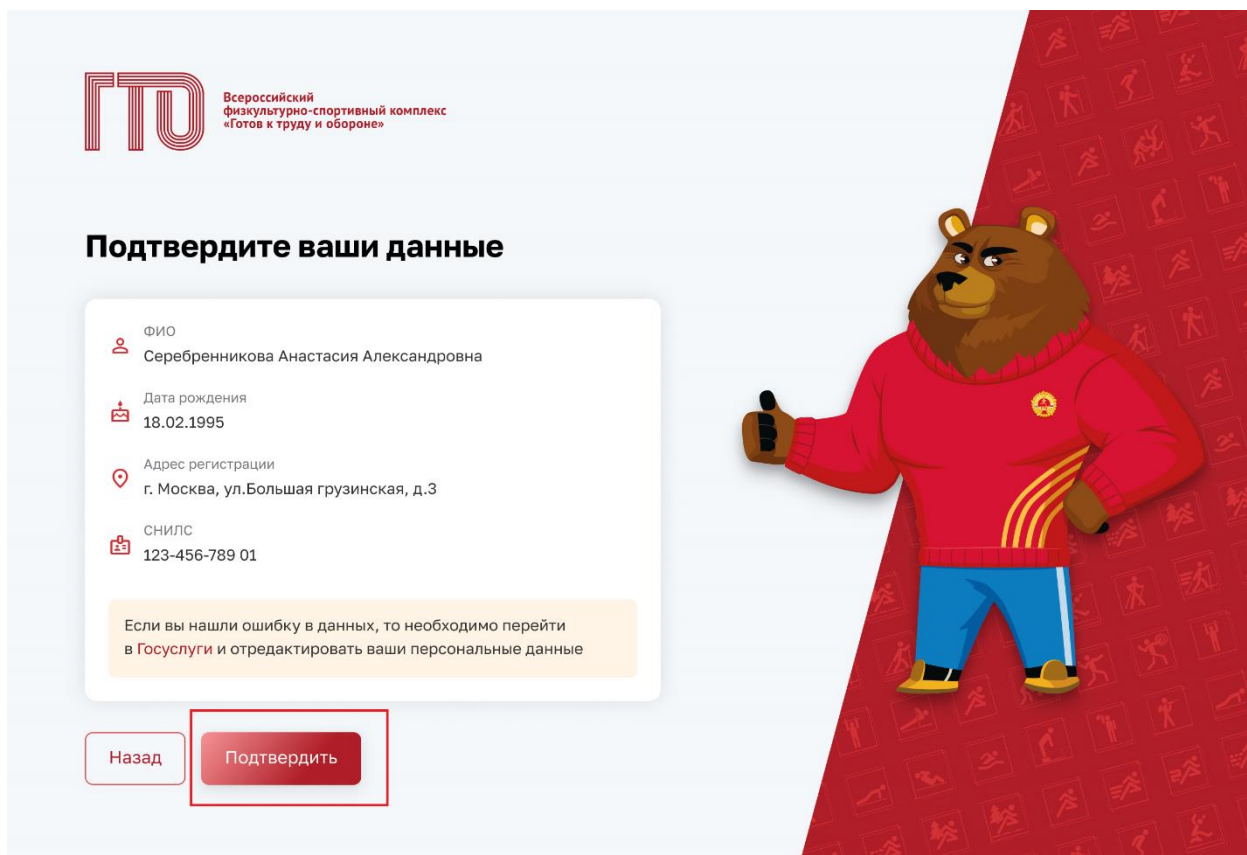 ГТО
Всероссийский
физкультурно-спортивный комплекс
«Готов к труду и обороне»
Подтвердите ваши данные
ФИО
Серебренникова Анастасия Александровна
Дата рождения
18.02.1995
Адрес регистрации
г. Москва, ул.Большая грузинская, д.3
СНИЛС
123-456-789 01
Если вы нашли ошибку в данных, то необходимо перейти
в Госуслуги и отредактировать ваши персональные данные
Назад
Подтвердить